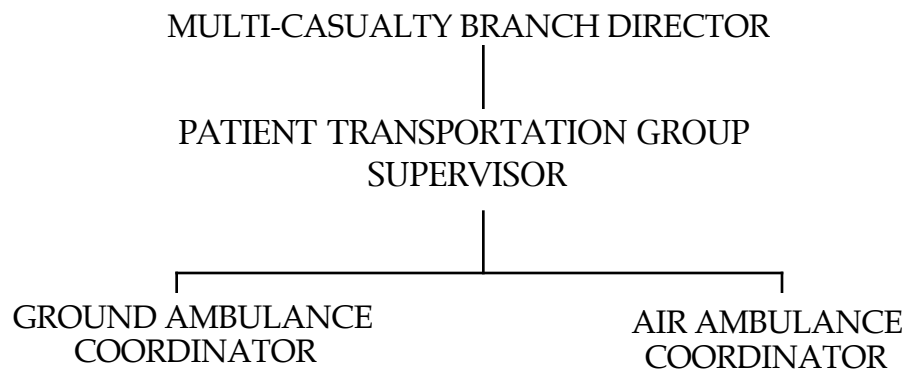 MULTI-CASUALTY BRANCH DIRECTOR
PATIENT TRANSPORTATION GROUP
SUPERVISOR
GROUND AMBULANCE
COORDINATOR
AIR AMBULANCE
COORDINATOR